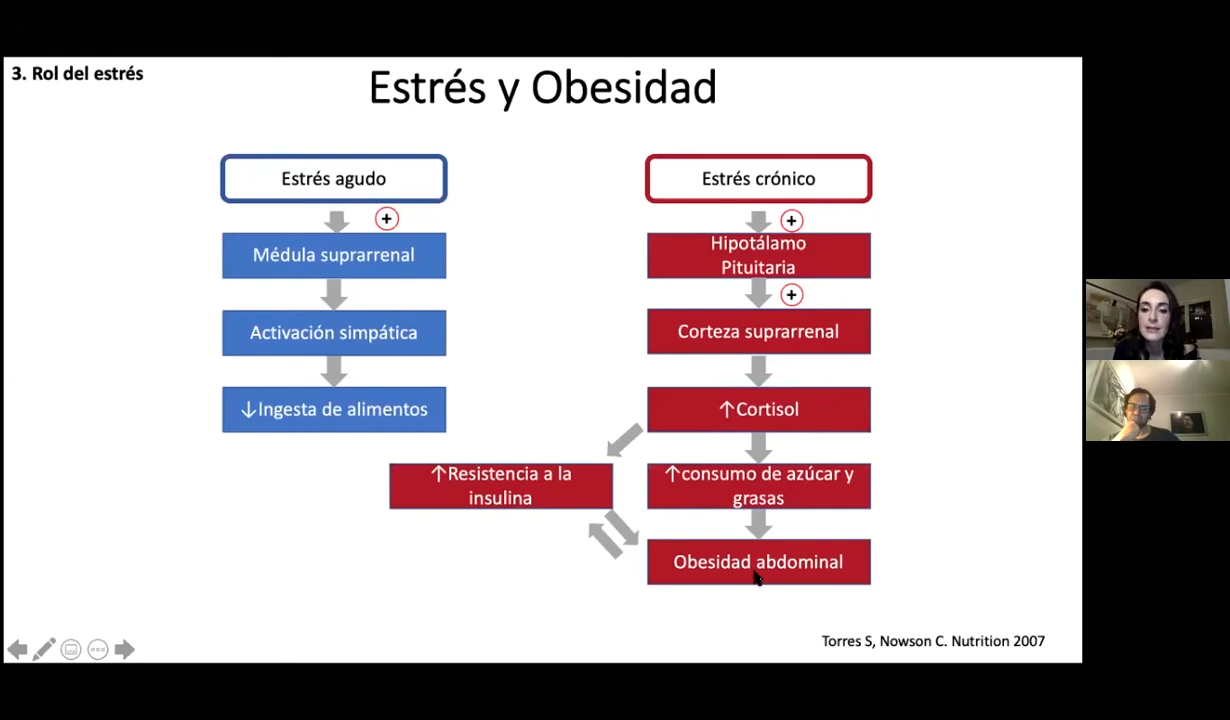 3. Rol del estrés
Estrés y Obesidad
Estrés agudo
+
Médula suprarrenal
Activación simpática
↓Ingesta de alimentos
Estrés crónico
+
Hipotálamo
Pituitaria
+
Corteza suprarrenal
↑Cortisol
↑Resistencia a la
insulina
↑consumo de azúcar y
grasas
Obesidad abdominal
Torres S, Nowson C. Nutrition 2007